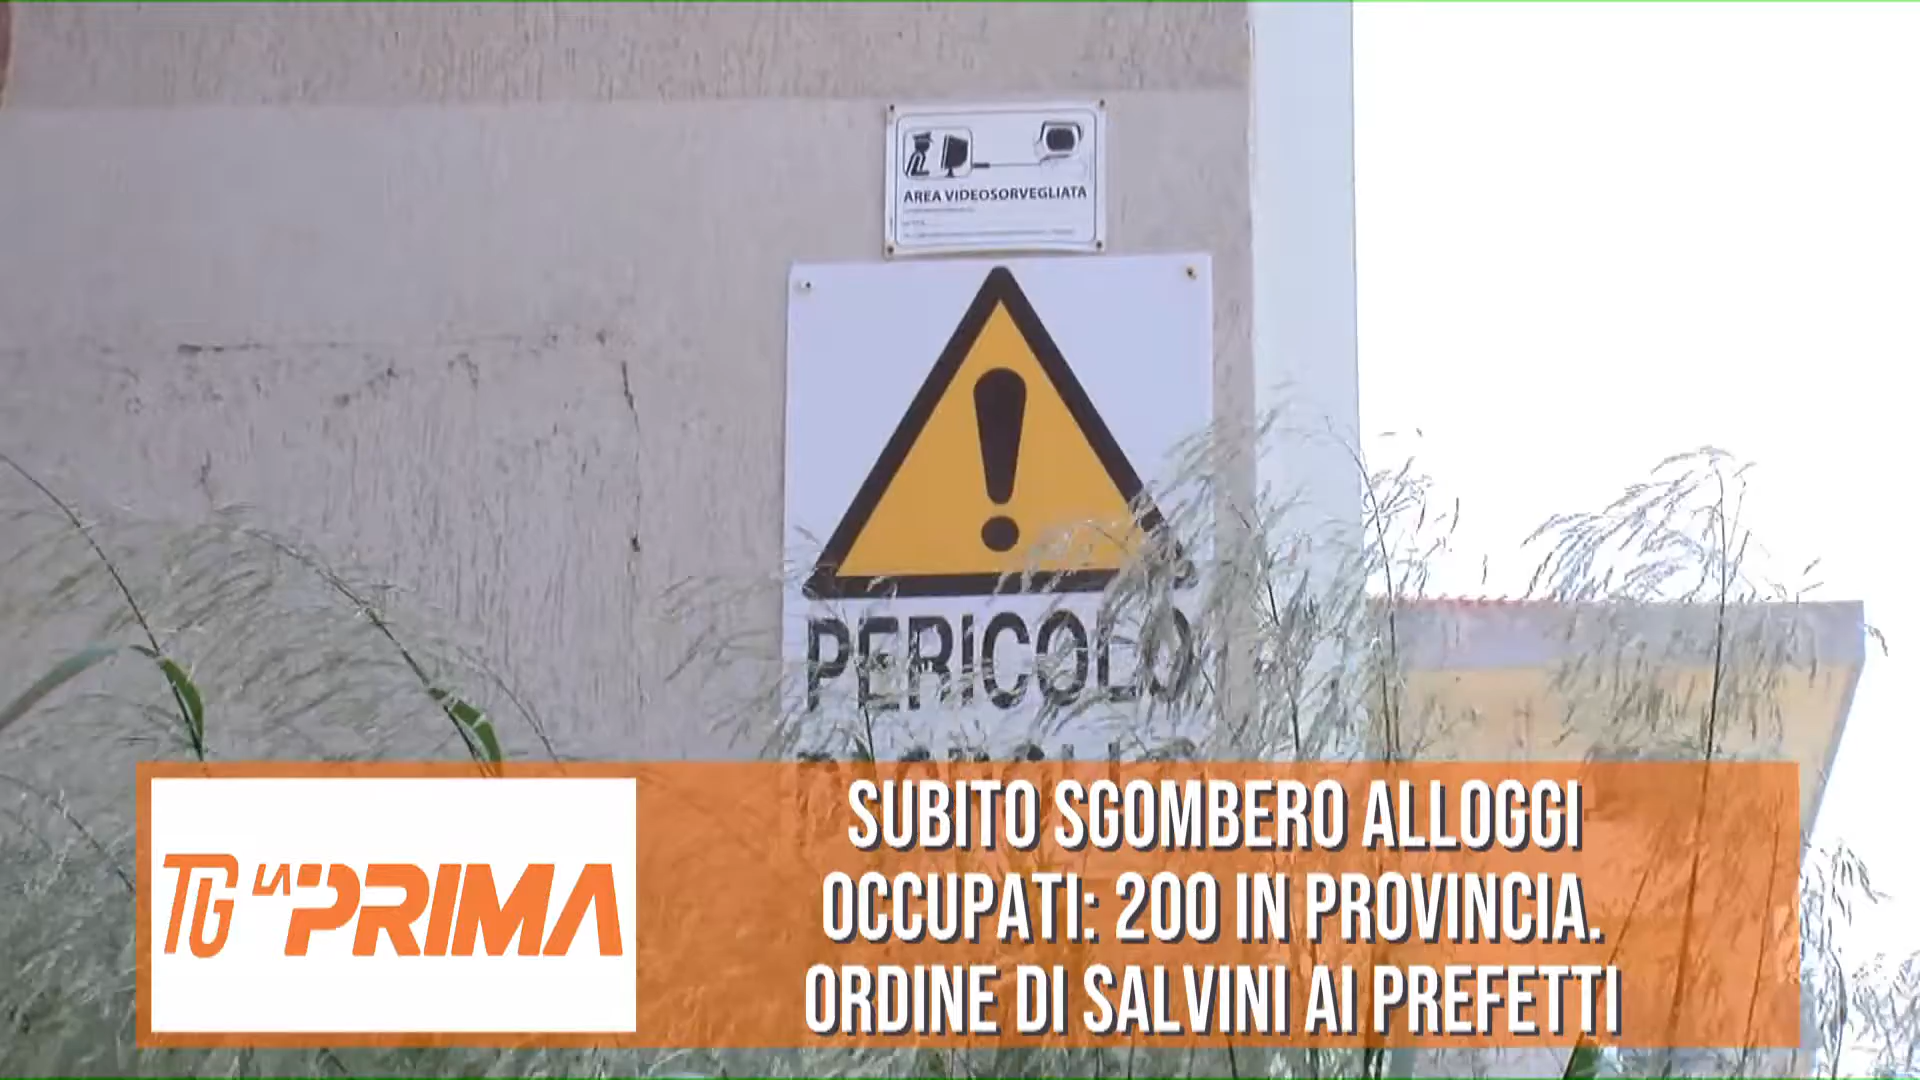 AREA VIDEOSORVEGLIATA
PERICOLO
TG LA PRIMA
SUBITO SGOMBERO ALLOGGI
OCCUPATI: 200 IN PROVINCIA.
ORDINE DI SALVINI AI PREFETTI